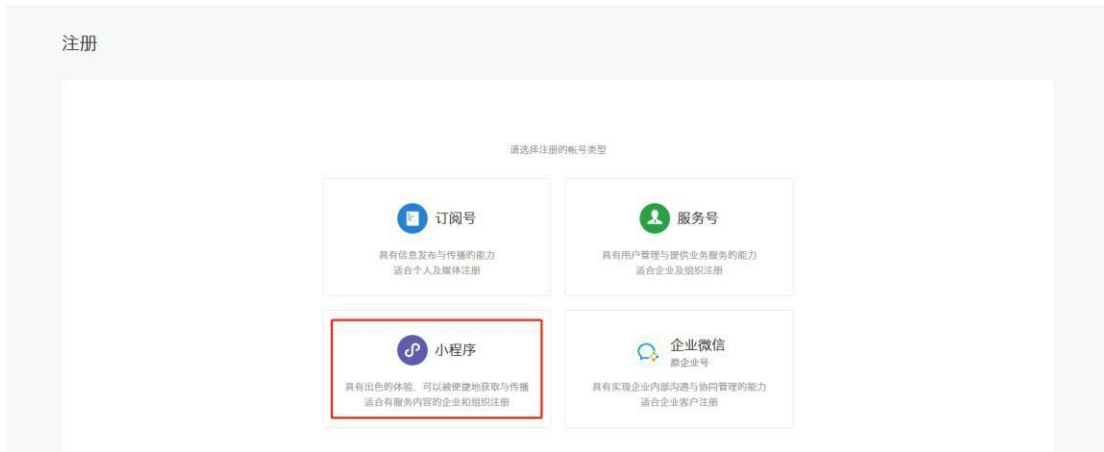 注册
请选择注册的帐号类型
订阅号
具有信息发布与传播的能力
适合个人及媒体注册
服务号
具有用户管理与提供业务服务的能力
适合企业及组织注册
小程序
具有出色的体验，可以被便捷地获取与传播
适合有服务内容的企业和组织注册
企业微信
原企业号
具有实现企业内部沟通与协同管理的能力
适合企业客户注册